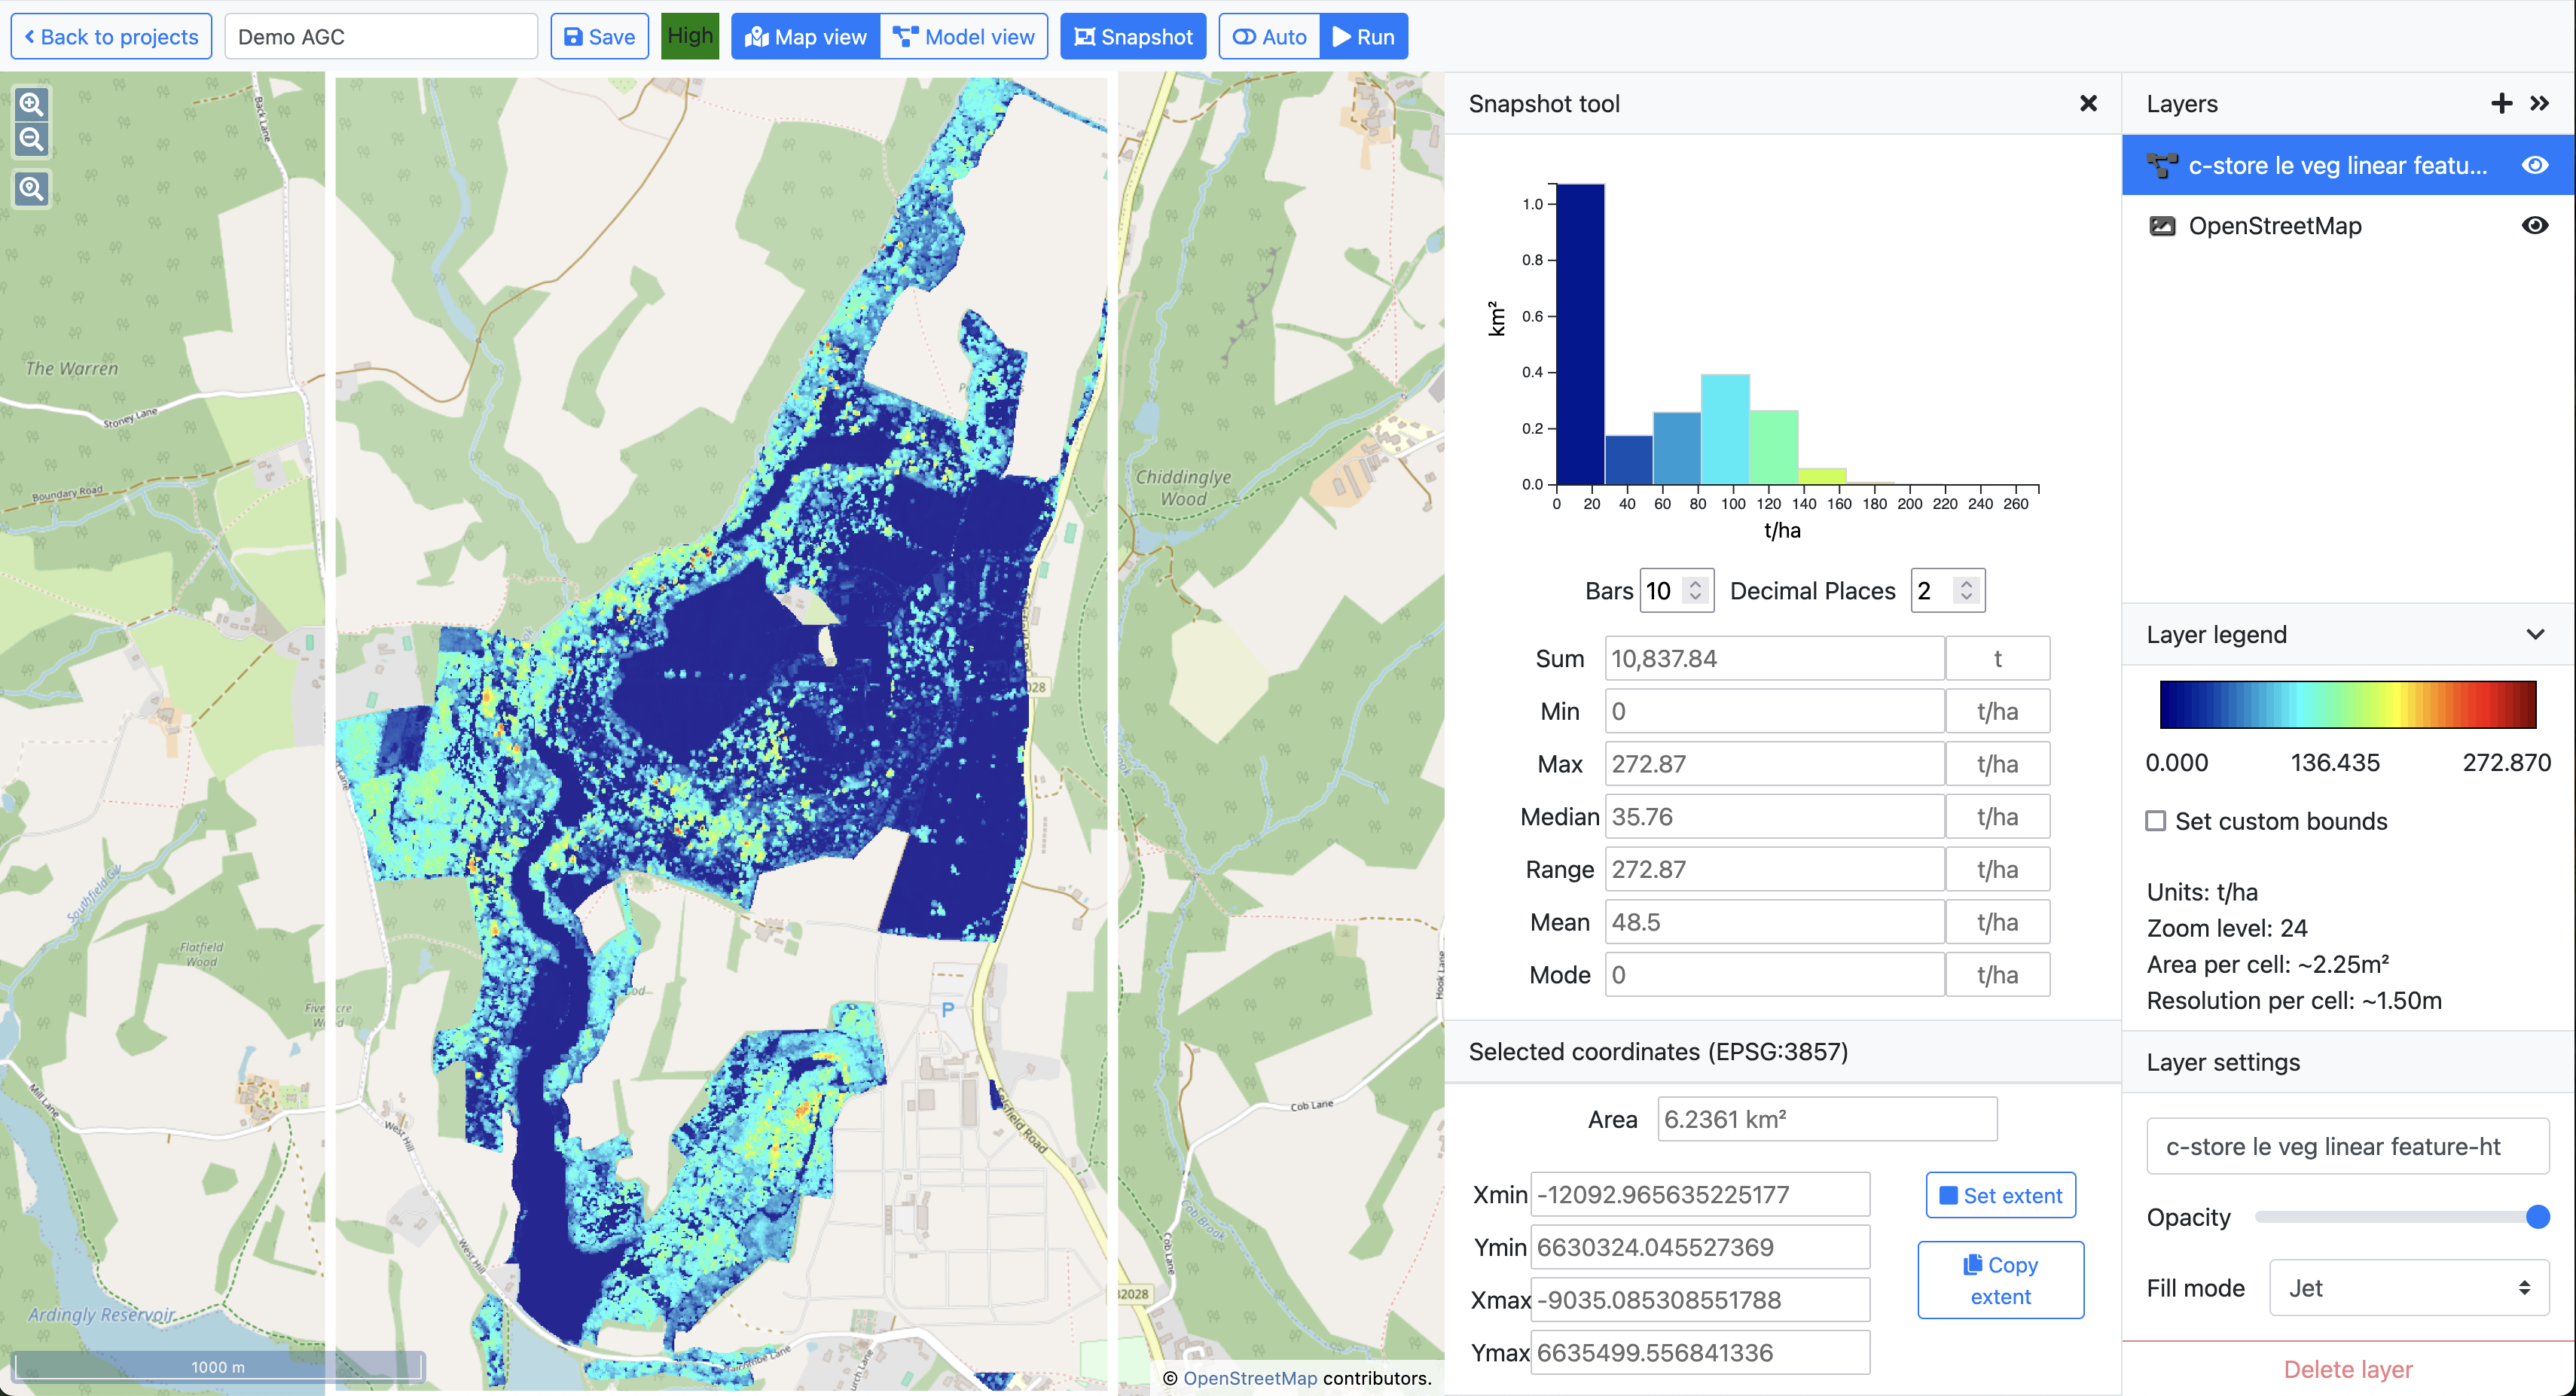 Back to projects
Demo AGC
Save
High
Map view
Model view
Snapshot
Auto
Run
Back Lane
The Warren
Stoney Lane
Boundary Road
Southfield Gill
Flatfield
Wood
Mill Lane
West Hill
West Hill
Ardingly Reservoir
1000 m
Chiddinglye
Wood
P
Cob Lane
Cob Lane
Cob Brook
Hook Lane
© OpenStreetMap contributors.
Snapshot tool
km²
1.0
0.8
0.6
0.4
0.2
0.0
0 20 40 60 80 100 120 140 160 180 200 220 240 260
t/ha
Bars 10 Decimal Places 2
Sum 10,837.84 t
Min 0 t/ha
Max 272.87 t/ha
Median 35.76 t/ha
Range 272.87 t/ha
Mean 48.5 t/ha
Mode 0 t/ha
Selected coordinates (EPSG:3857)
Area 6.2361 km²
Xmin -12092.965635225177
Ymin 6630324.045527369
Xmax -9035.085308551788
Ymax 6635499.556841336
Set extent
Copy
extent
Layers
c-store le veg linear featu...
OpenStreetMap
Layer legend
0.000 136.435 272.870
Set custom bounds
Units: t/ha
Zoom level: 24
Area per cell: ~2.25m²
Resolution per cell: ~1.50m
Layer settings
c-store le veg linear feature-ht
Opacity
Fill mode Jet
Delete layer